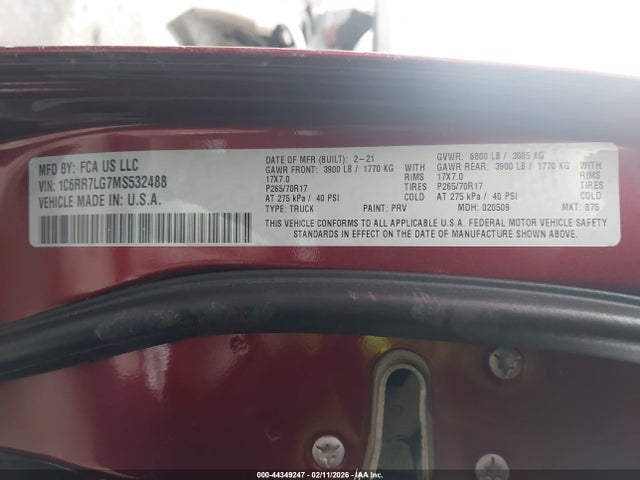 MFD BY: FCA US LLC
VIN: 1C6RR7LG7MS532488
VEHICLE MADE IN: U.S.A.
DATE OF MFR (BUILT): 2-21 GVWR: 6800 LB / 3085 KG
GAWR FRONT: 3900 LB / 1770 KG GAWR REAR: 3900 LB / 1770 KG
17X7.0 RIMS 17X7.0 RIMS
P265/70R17 TIRES P265/70R17 TIRES
AT 275 kPa / 40 PSI COLD AT 275 kPa / 40 PSI COLD
TYPE: TRUCK PAINT: PRV MDH: 020509 MKT: 875
THIS VEHICLE CONFORMS TO ALL APPLICABLE U.S.A. FEDERAL MOTOR VEHICLE SAFETY
STANDARDS IN EFFECT ON THE DATE OF MANUFACTURE SHOWN ABOVE.
000-44349247 - 02/11/2026 - IAA Inc.